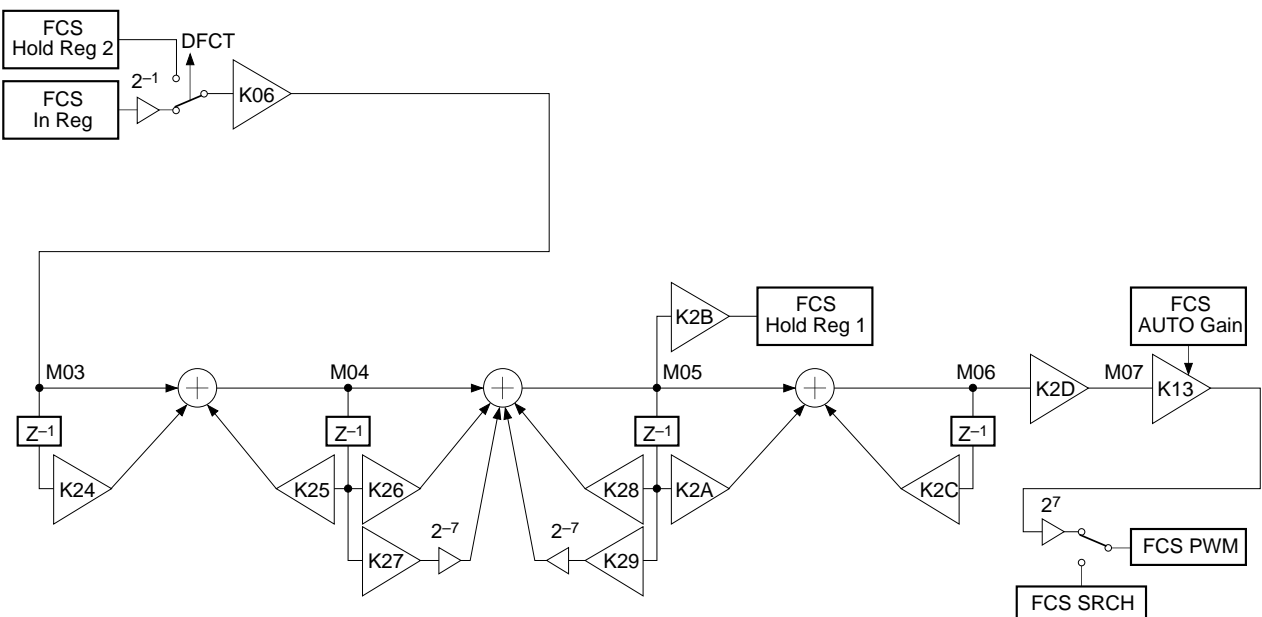 FCS
Hold Reg 2
DFCT
2⁻¹
FCS
In Reg
K06
K2B
FCS
Hold Reg 1
FCS
AUTO Gain
M03
M04
M05
M06
K2D
M07
K13
Z⁻¹
Z⁻¹
Z⁻¹
Z⁻¹
K24
K25
K26
K28
K2A
K2C
K27
2⁻⁷
2⁻⁷
K29
2⁷
FCS PWM
FCS SRCH